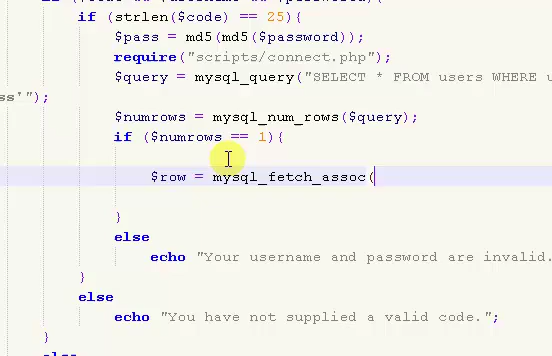 if (strlen($code) == 25){
$pass = md5(md5($password));
require("scripts/connect.php");
$query = mysql_query("SELECT * FROM users WHERE u
ss'");
$numrows = mysql_num_rows($query);
if ($numrows == 1){
$row = mysql_fetch_assoc(
}
else
echo "Your username and password are invalid.
}
else
echo "You have not supplied a valid code.";
}